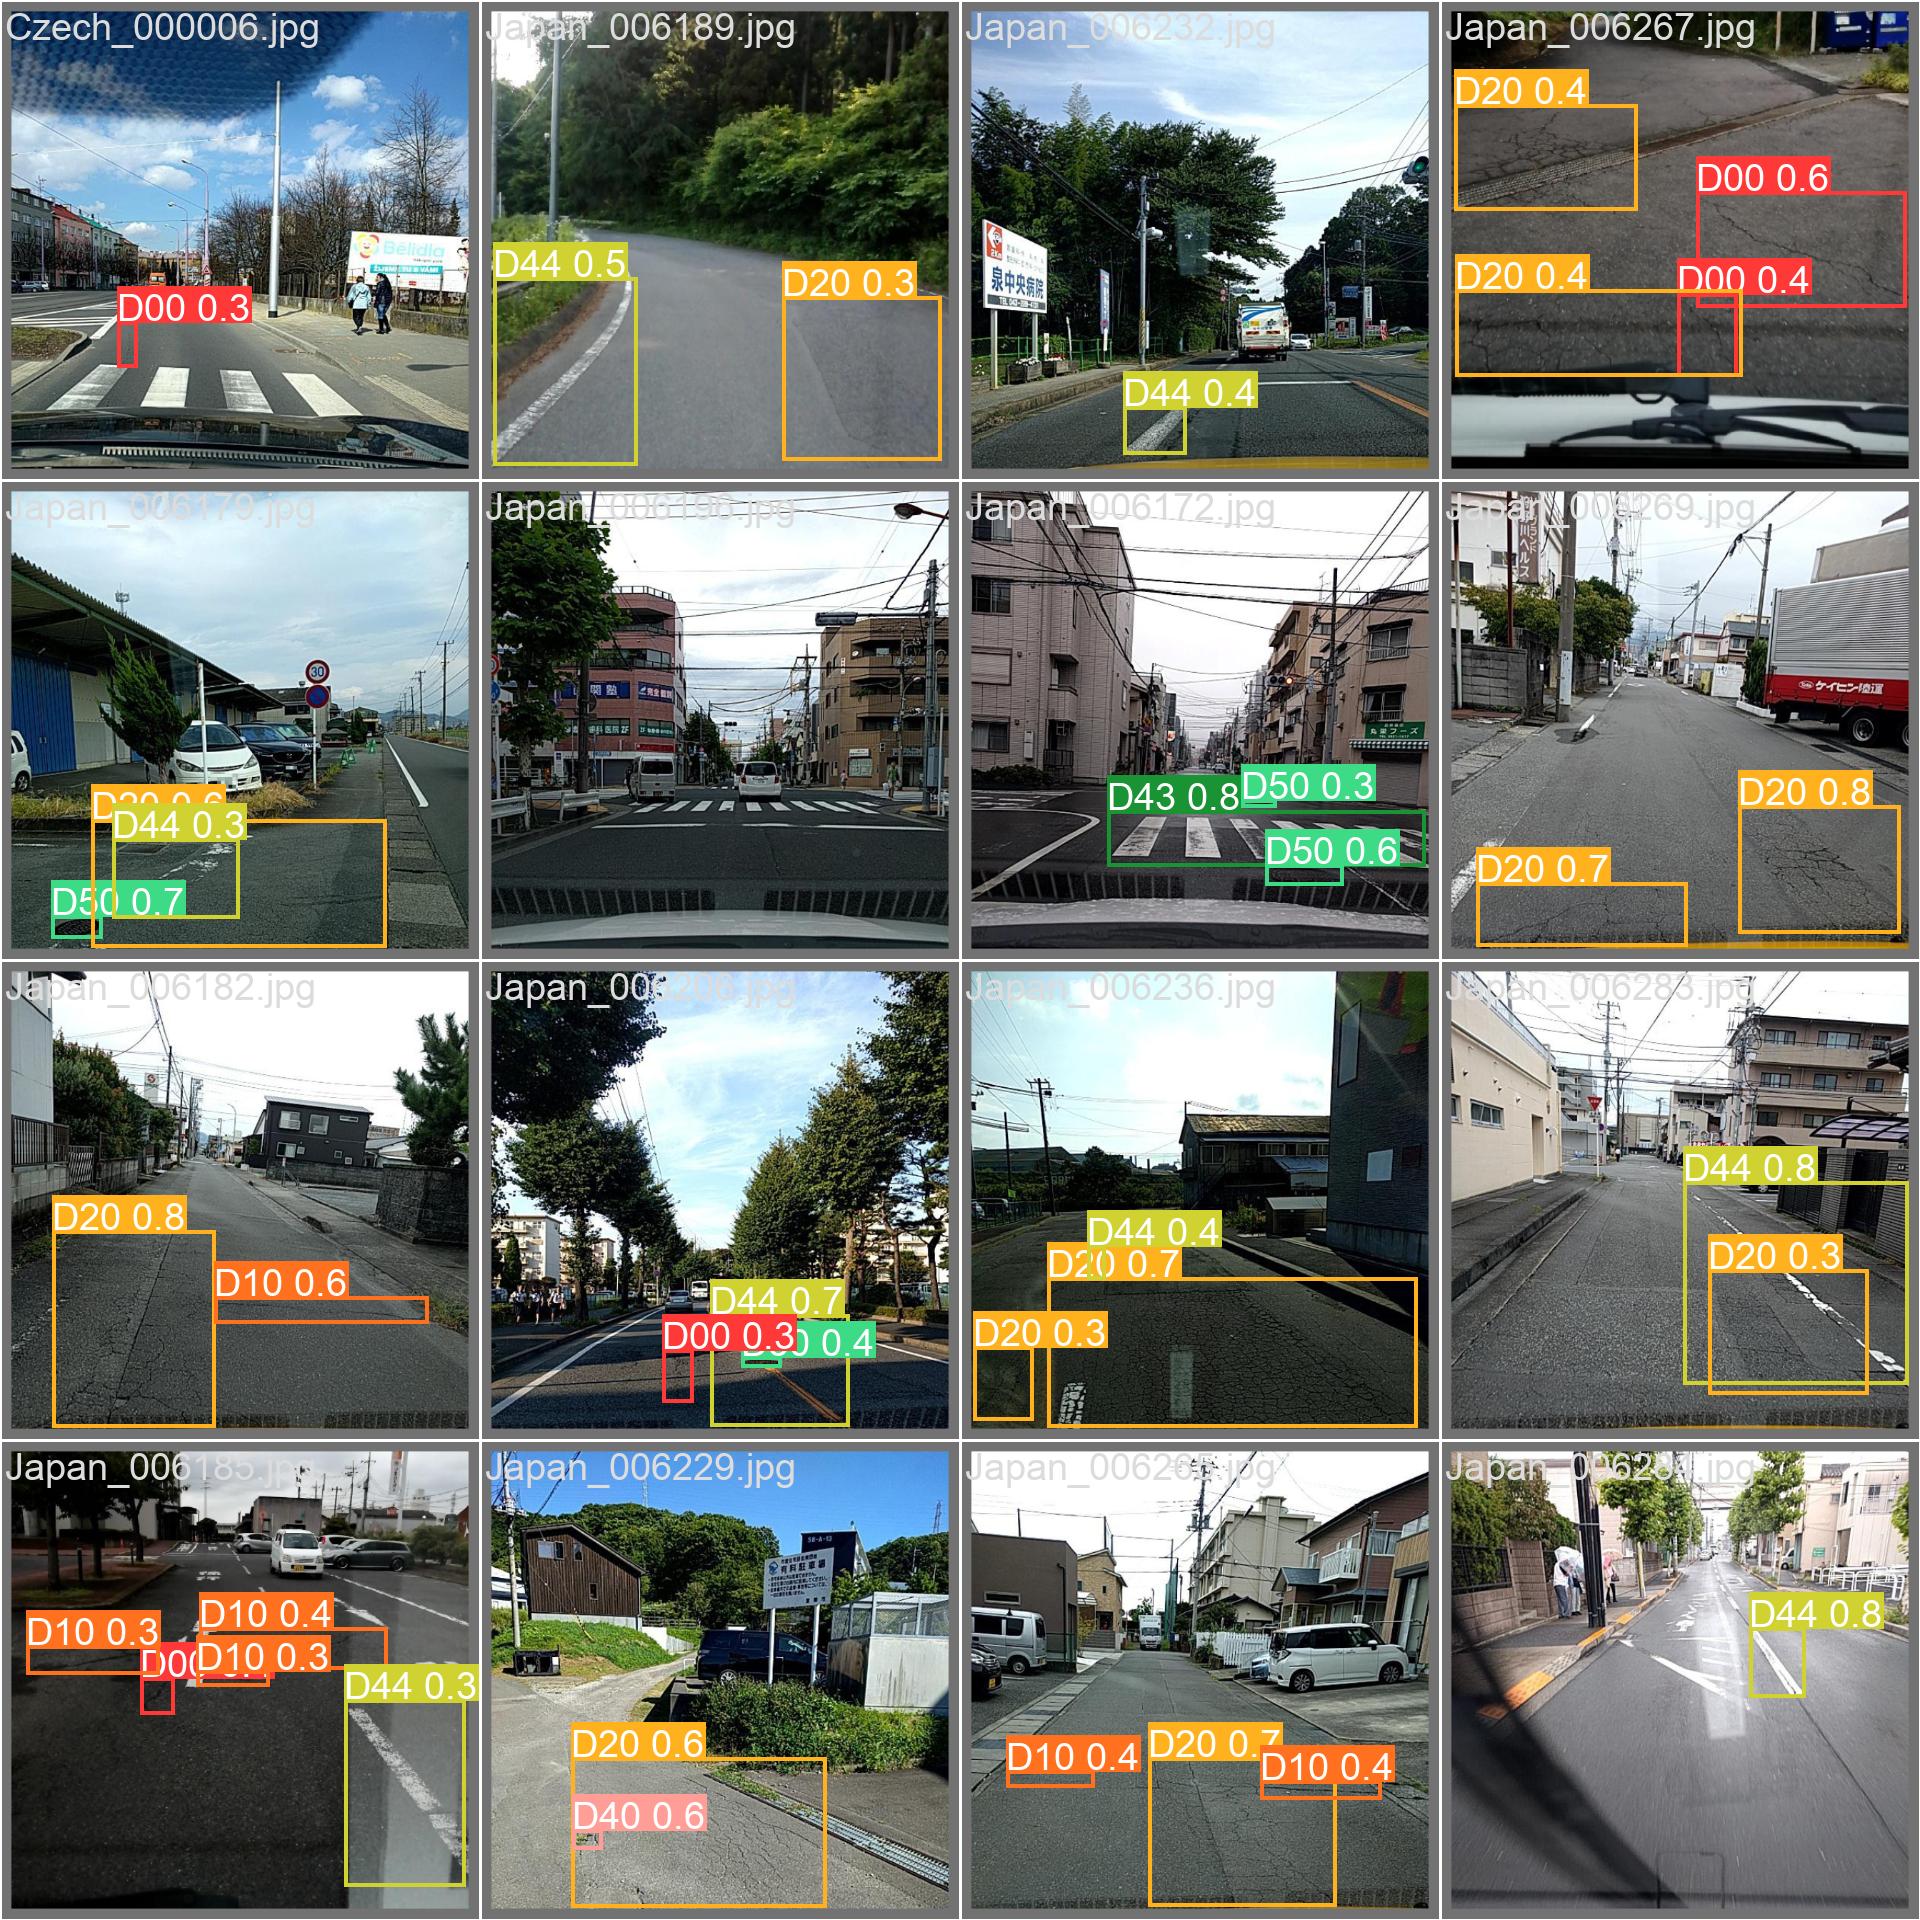 Czech_000006.jpg
Bělidla
D00 0.3
Japan_006189.jpg
D44 0.5
D20 0.3
Japan_006232.jpg
泉中央病院
D44 0.4
Japan_006267.jpg
D20 0.4
D00 0.6
D20 0.4
D00 0.4
Japan_006179.jpg
30
D20 0.6
D44 0.3
D50 0.7
Japan_006196.jpg
Japan_006172.jpg
D43 0.8
D50 0.3
D50 0.6
Japan_006269.jpg
ケイヒン陸運
D20 0.8
D20 0.7
Japan_006182.jpg
D20 0.8
D10 0.6
Japan_006206.jpg
D44 0.7
D00 0.3
D50 0.4
Japan_006236.jpg
D44 0.4
D20 0.7
D20 0.3
Japan_006283.jpg
D44 0.8
D20 0.3
Japan_006185.jpg
D10 0.4
D10 0.3
D10 0.3
D44 0.3
Japan_006229.jpg
58-A-13
有料駐車場
D20 0.6
D40 0.6
Japan_006265.jpg
D20 0.7
D10 0.4
D10 0.4
Japan_006284.jpg
D44 0.8